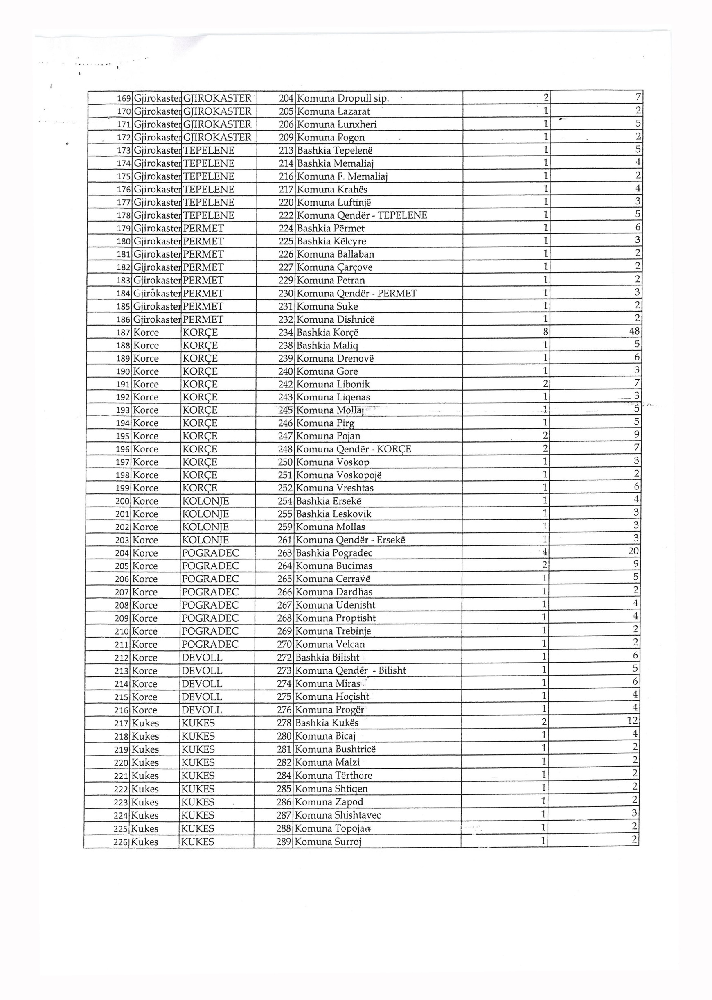 169 Gjirokaster GJIROKASTER 204 Komuna Dropull sip. 2 7
170 Gjirokaster GJIROKASTER 205 Komuna Lazarat 1 2
171 Gjirokaster GJIROKASTER 206 Komuna Lunxheri 1 5
172 Gjirokaster GJIROKASTER 209 Komuna Pogon 1 2
173 Gjirokaster TEPELENE 213 Bashkia Tepelenë 1 5
174 Gjirokaster TEPELENE 214 Bashkia Memaliaj 1 4
175 Gjirokaster TEPELENE 216 Komuna F. Memaliaj 1 2
176 Gjirokaster TEPELENE 217 Komuna Krahës 1 4
177 Gjirokaster TEPELENE 220 Komuna Luftinjë 1 3
178 Gjirokaster TEPELENE 222 Komuna Qendër - TEPELENE 1 5
179 Gjirokaster PERMET 224 Bashkia Përmet 1 6
180 Gjirokaster PERMET 225 Bashkia Këlcyre 1 3
181 Gjirokaster PERMET 226 Komuna Ballaban 1 2
182 Gjirokaster PERMET 227 Komuna Çarçove 1 2
183 Gjirokaster PERMET 229 Komuna Petran 1 2
184 Gjirokaster PERMET 230 Komuna Qendër - PERMET 1 3
185 Gjirokaster PERMET 231 Komuna Suke 1 2
186 Gjirokaster PERMET 232 Komuna Dishnicë 1 2
187 Korce KORÇE 234 Bashkia Korçë 8 48
188 Korce KORÇE 238 Bashkia Maliq 1 5
189 Korce KORÇE 239 Komuna Drenovë 1 6
190 Korce KORÇE 240 Komuna Gore 1 3
191 Korce KORÇE 242 Komuna Libonik 2 7
192 Korce KORÇE 243 Komuna Liqenas 1 3
193 Korce KORÇE 245 Komuna Mollaj 1 5
194 Korce KORÇE 246 Komuna Pirg 1 5
195 Korce KORÇE 247 Komuna Pojan 2 9
196 Korce KORÇE 248 Komuna Qendër - KORÇE 2 7
197 Korce KORÇE 250 Komuna Voskop 1 3
198 Korce KORÇE 251 Komuna Voskopojë 1 2
199 Korce KORÇE 252 Komuna Vreshtas 1 6
200 Korce KOLONJE 254 Bashkia Ersekë 1 4
201 Korce KOLONJE 255 Bashkia Leskovik 1 3
202 Korce KOLONJE 259 Komuna Mollas 1 3
203 Korce KOLONJE 261 Komuna Qendër - Ersekë 1 3
204 Korce POGRADEC 263 Bashkia Pogradec 4 20
205 Korce POGRADEC 264 Komuna Bucimas 2 9
206 Korce POGRADEC 265 Komuna Cerravë 1 5
207 Korce POGRADEC 266 Komuna Dardhas 1 2
208 Korce POGRADEC 267 Komuna Udenisht 1 4
209 Korce POGRADEC 268 Komuna Proptisht 1 4
210 Korce POGRADEC 269 Komuna Trebinje 1 2
211 Korce POGRADEC 270 Komuna Velcan 1 2
212 Korce DEVOLL 272 Bashkia Bilisht 1 6
213 Korce DEVOLL 273 Komuna Qendër - Bilisht 1 5
214 Korce DEVOLL 274 Komuna Miras 1 6
215 Korce DEVOLL 275 Komuna Hoçisht 1 4
216 Korce DEVOLL 276 Komuna Progër 1 4
217 Kukes KUKES 278 Bashkia Kukës 2 12
218 Kukes KUKES 280 Komuna Bicaj 1 4
219 Kukes KUKES 281 Komuna Bushtricë 1 2
220 Kukes KUKES 282 Komuna Malzi 1 2
221 Kukes KUKES 284 Komuna Tërthore 1 2
222 Kukes KUKES 285 Komuna Shtiqen 1 2
223 Kukes KUKES 286 Komuna Zapod 1 2
224 Kukes KUKES 287 Komuna Shishtavec 1 3
225 Kukes KUKES 288 Komuna Topojan 1 2
226 Kukes KUKES 289 Komuna Surroj 1 2